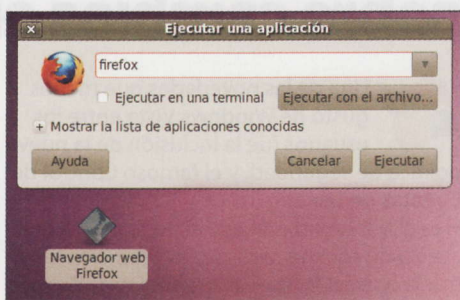 Ejecutar una aplicación
firefox
Ejecutar en una terminal
Ejecutar con el archivo...
Mostrar la lista de aplicaciones conocidas
Ayuda
Cancelar
Ejecutar
Navegador web
Firefox